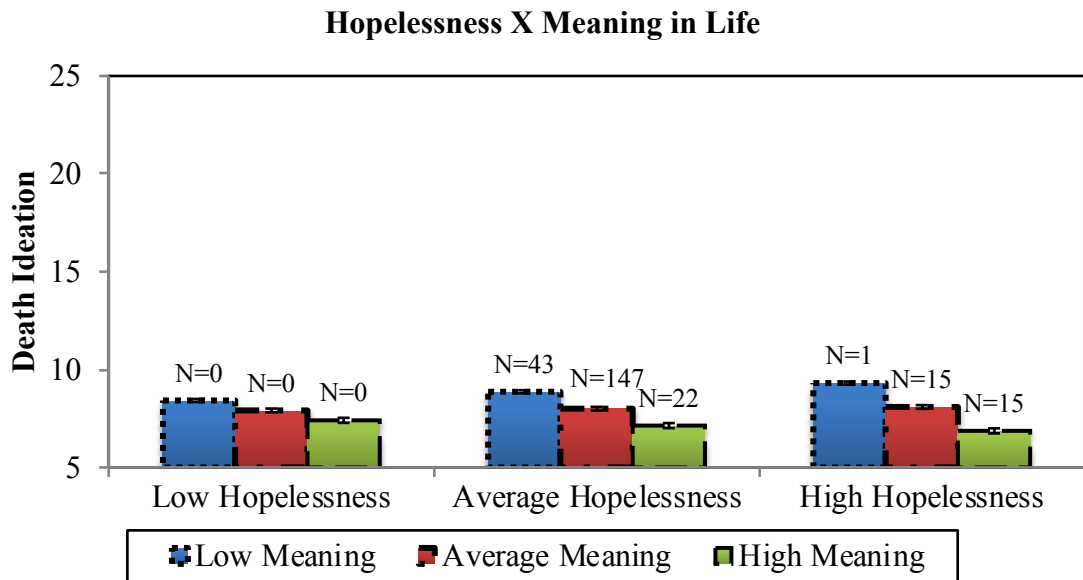 Hopelessness X Meaning in Life
Death Ideation
25
20
15
10
5
N=0
N=0
N=0
N=43
N=147
N=22
N=1
N=15
N=15
Low Hopelessness
Average Hopelessness
High Hopelessness
Low Meaning
Average Meaning
High Meaning